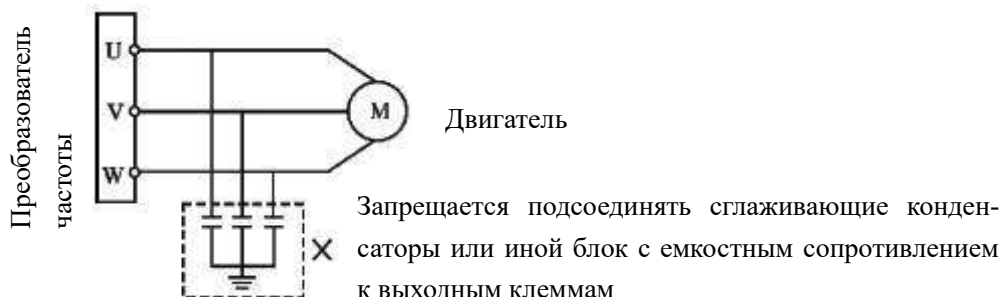 Преобразователь
частоты
U
V
W
M
Двигатель
Запрещается подсоединять сглаживающие конден-
саторы или иной блок с емкостным сопротивлением
к выходным клеммам
X